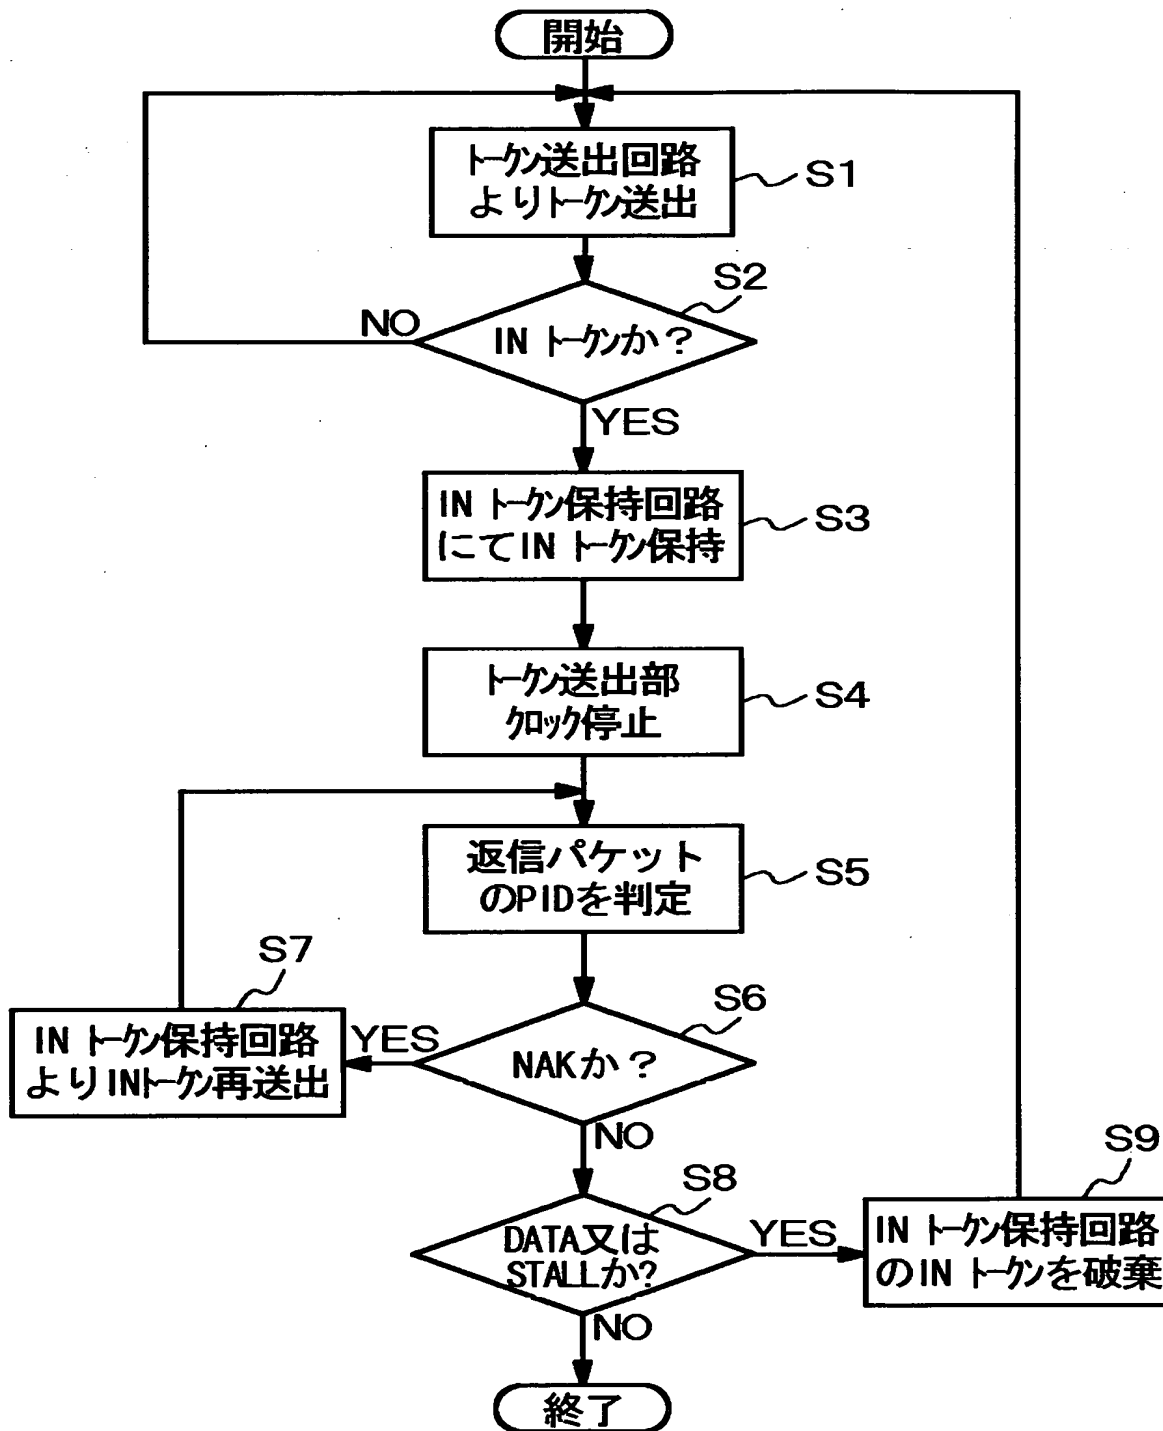 開始
トークン送出回路
よりトークン送出
S1
S2
IN トークンか？
NO
YES
IN トークン保持回路
にてIN トークン保持
S3
トークン送出部
クロック停止
S4
返信パケット
のPIDを判定
S5
S6
NAKか？
YES
S7
IN トークン保持回路
よりINトークン再送出
NO
S8
DATA又は
STALLか?
YES
S9
IN トークン保持回路
のIN トークンを破棄
NO
終了